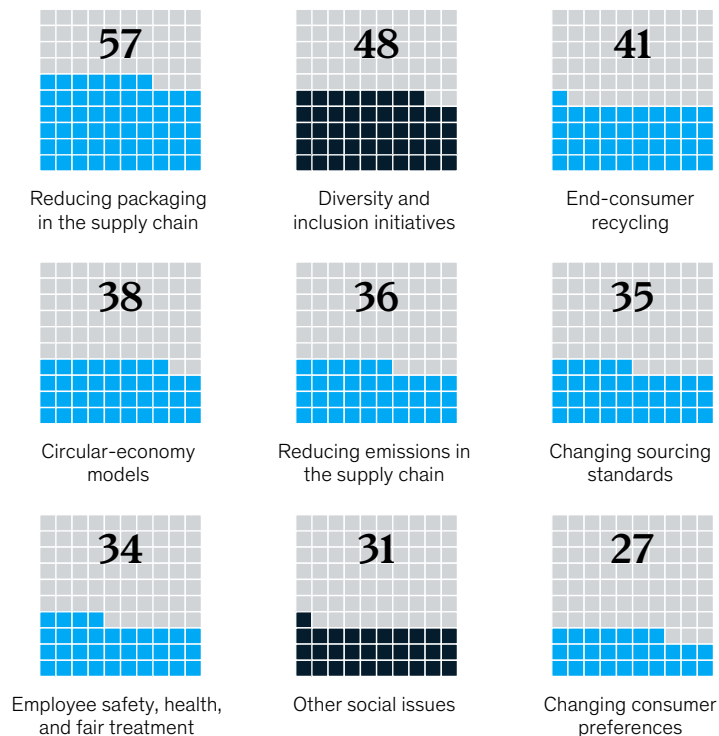 57
48
41
Reducing packaging
in the supply chain
Diversity and
inclusion initiatives
End-consumer
recycling
38
36
35
Circular-economy
models
Reducing emissions in
the supply chain
Changing sourcing
standards
34
31
27
Employee safety, health,
and fair treatment
Other social issues
Changing consumer
preferences